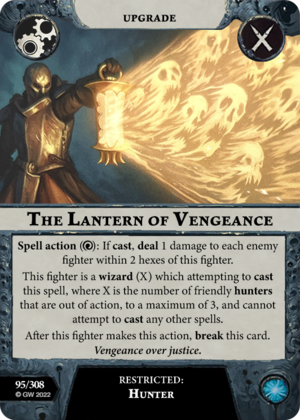 UPGRADE
X
THE LANTERN OF VENGEANCE
Spell action (): If cast, deal 1 damage to each enemy
fighter within 2 hexes of this fighter.
This fighter is a wizard (X) which attempting to cast
this spell, where X is the number of friendly hunters
that are out of action, to a maximum of 3, and cannot
attempt to cast any other spells.
After this fighter makes this action, break this card.
Vengeance over justice.
95/308
© GW 2022
RESTRICTED:
HUNTER